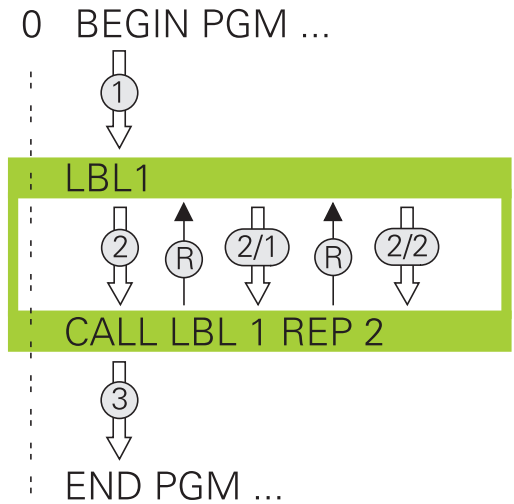 0 BEGIN PGM ...
1
LBL1
2 R 2/1 R 2/2
CALL LBL 1 REP 2
3
END PGM ...